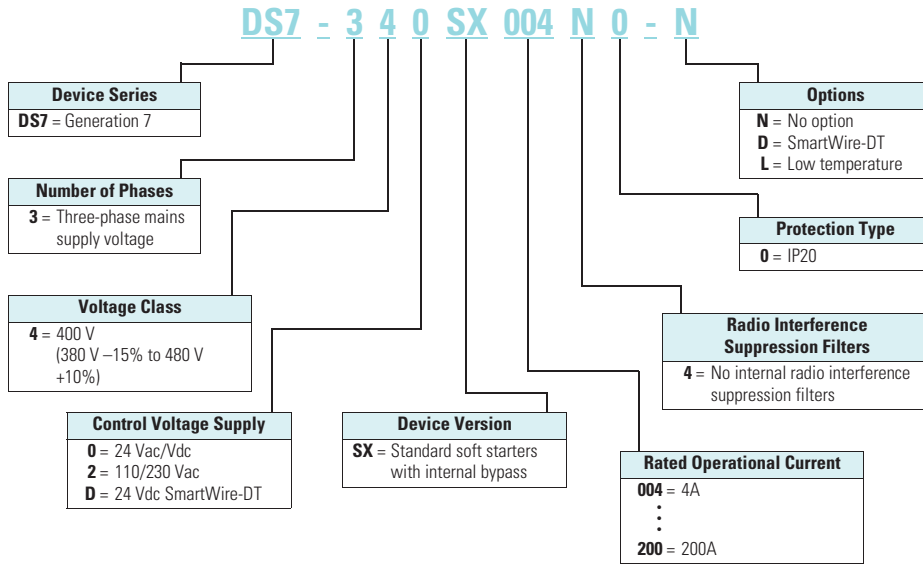 DS7 - 3 4 0 SX 004 N 0 - N
Device Series
DS7 = Generation 7
Number of Phases
3 = Three-phase mains
supply voltage
Voltage Class
4 = 400 V
(380 V –15% to 480 V
+10%)
Control Voltage Supply
0 = 24 Vac/Vdc
2 = 110/230 Vac
D = 24 Vdc SmartWire-DT
Device Version
SX = Standard soft starters
with internal bypass
Options
N = No option
D = SmartWire-DT
L = Low temperature
Protection Type
0 = IP20
Radio Interference
Suppression Filters
4 = No internal radio interference
suppression filters
Rated Operational Current
004 = 4A
•
•
•
200 = 200A